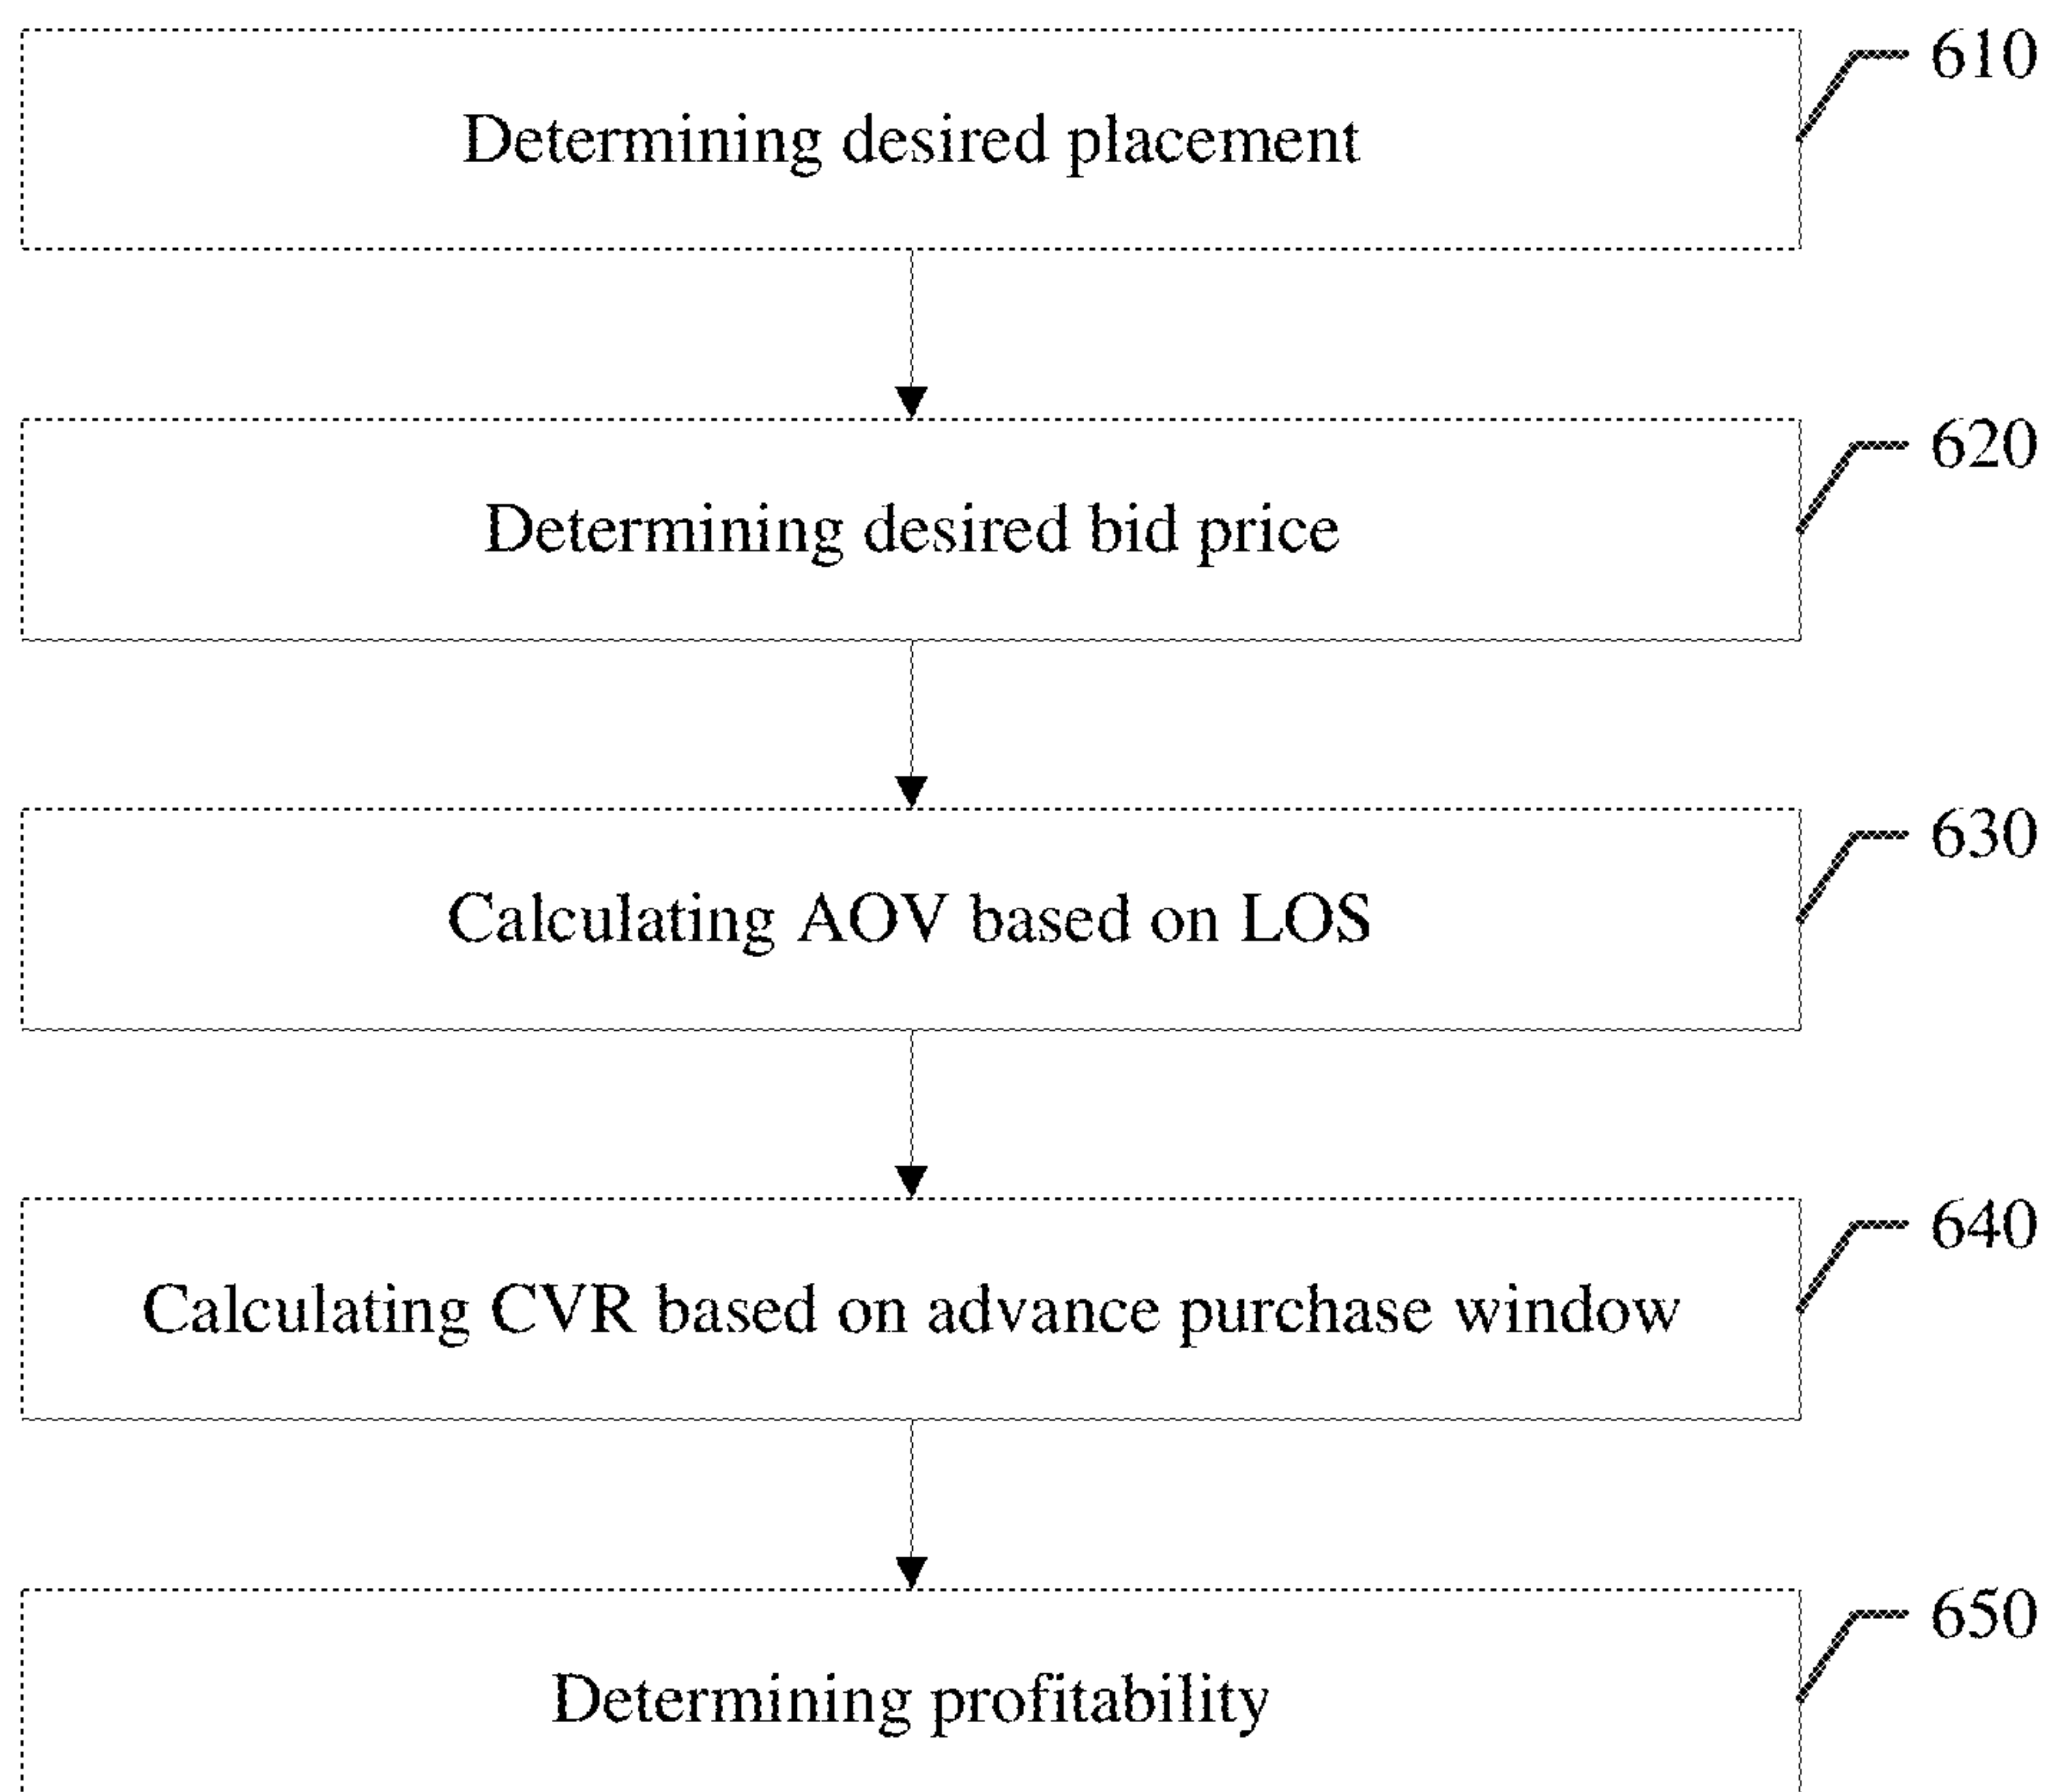 Determining desired placement
610
Determining desired bid price
620
Calculating AOV based on LOS
630
Calculating CVR based on advance purchase window
640
Determining profitability
650